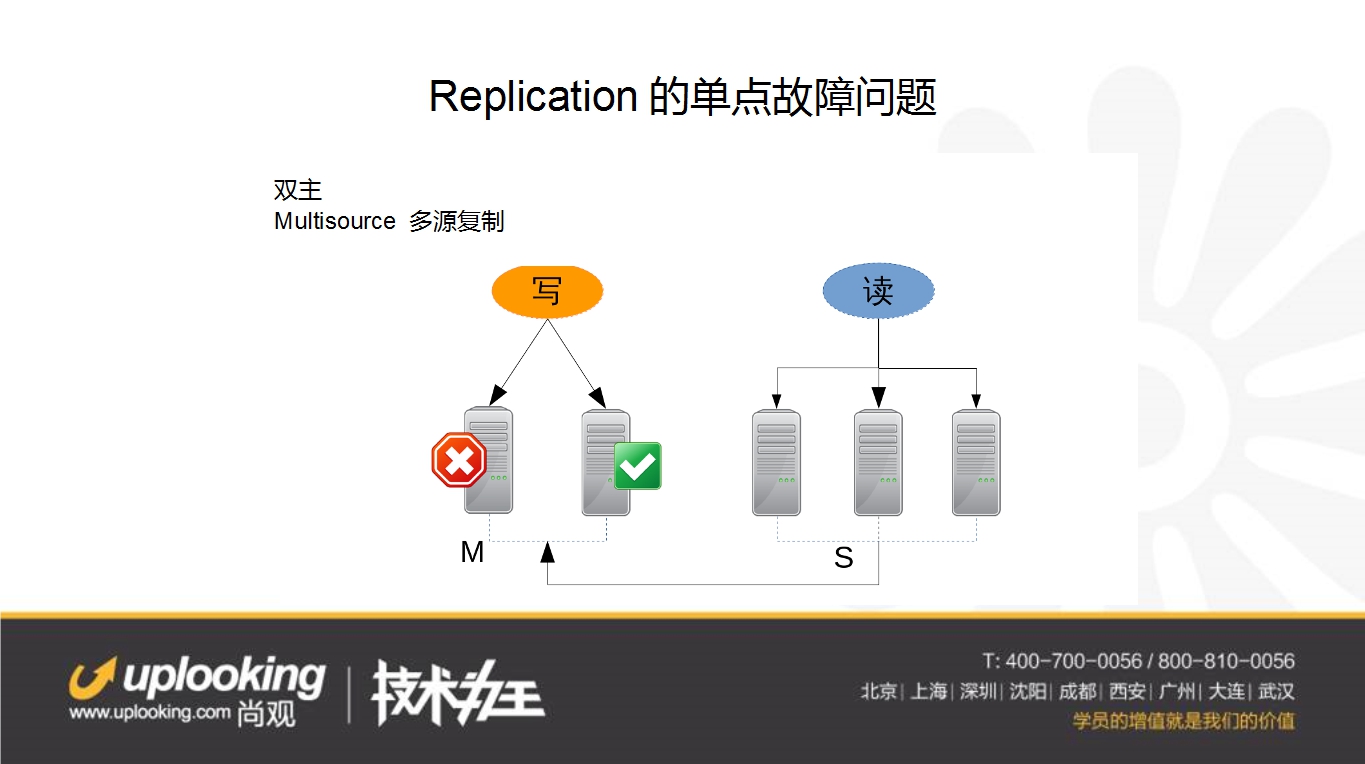 Replication 的单点故障问题
双主
Multisource 多源复制
写
读
M
S
uplooking
www.uplooking.com 尚观
技术为王
T: 400-700-0056 / 800-810-0056
北京| 上海| 深圳| 沈阳| 成都| 西安| 广州| 大连| 武汉
学员的增值就是我们的价值